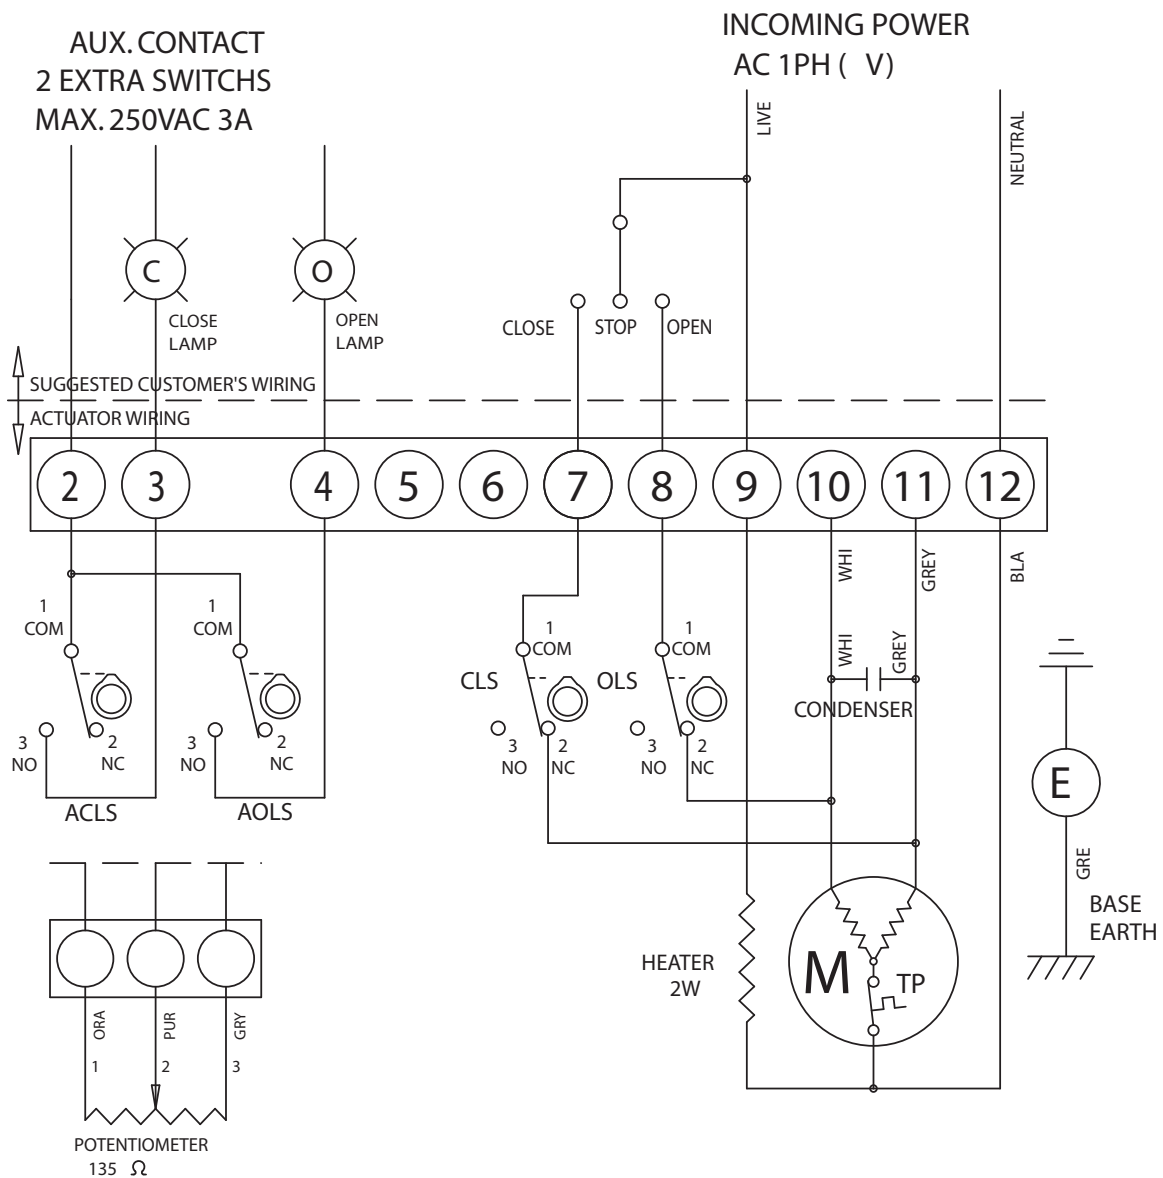 AUX. CONTACT
2 EXTRA SWITCHS
MAX. 250VAC 3A
INCOMING POWER
AC 1PH (   V)
LIVE
NEUTRAL
C
O
CLOSE
LAMP
OPEN
LAMP
CLOSE
STOP
OPEN
SUGGESTED CUSTOMER'S WIRING
ACTUATOR WIRING
2
3
4
5
6
7
8
9
10
11
12
WHI
GREY
BLA
1
COM
1
COM
1
COM
1
COM
WHI
GREY
CLS
OLS
CONDENSER
3
NO
2
NC
3
NO
2
NC
3
NO
2
NC
3
NO
2
NC
ACLS
AOLS
E
GRE
BASE
EARTH
HEATER
2W
M
TP
ORA
PUR
GRY
1
2
3
POTENTIOMETER
135 Ω